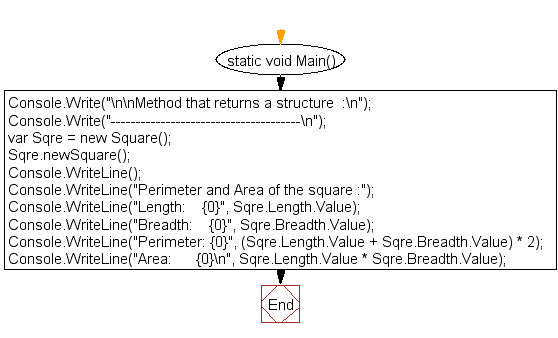 static void Main()
Console.Write("\n\nMethod that returns a structure  :\n");
Console.Write("--------------------------------------\n");
var Sqre = new Square();
Sqre.newSquare();
Console.WriteLine();
Console.WriteLine("Perimeter and Area of the square :");
Console.WriteLine("Length:    {0}", Sqre.Length.Value);
Console.WriteLine("Breadth:    {0}", Sqre.Breadth.Value);
Console.WriteLine("Perimeter: {0}", (Sqre.Length.Value + Sqre.Breadth.Value) * 2);
Console.WriteLine("Area:      {0}\n", Sqre.Length.Value * Sqre.Breadth.Value);
End